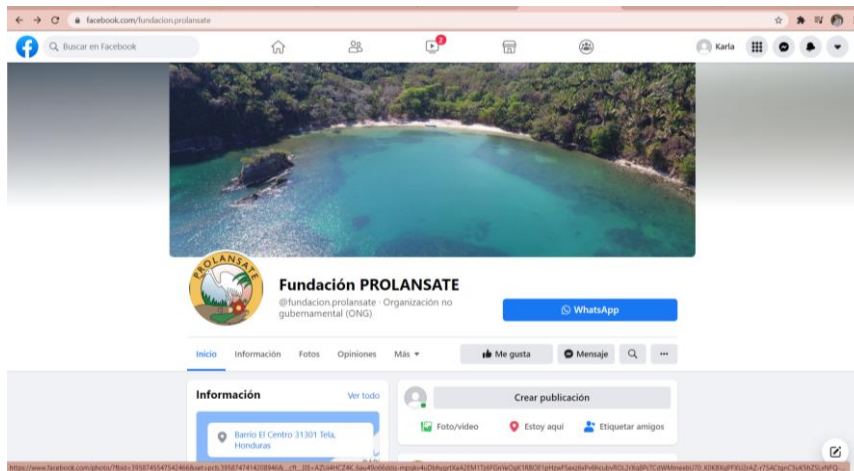 facebook.com/fundacion.prolansate
Buscar en Facebook
2
Karla
PROLANSATE
Fundación PROLANSATE
@fundacion.prolansate · Organización no
gubernamental (ONG)
WhatsApp
Inicio
Información
Fotos
Opiniones
Más
Me gusta
Mensaje
Información
Ver todo
Crear publicación
Foto/video
Estoy aquí
Etiquetar amigos
Barrio El Centro 31301 Tela,
Honduras